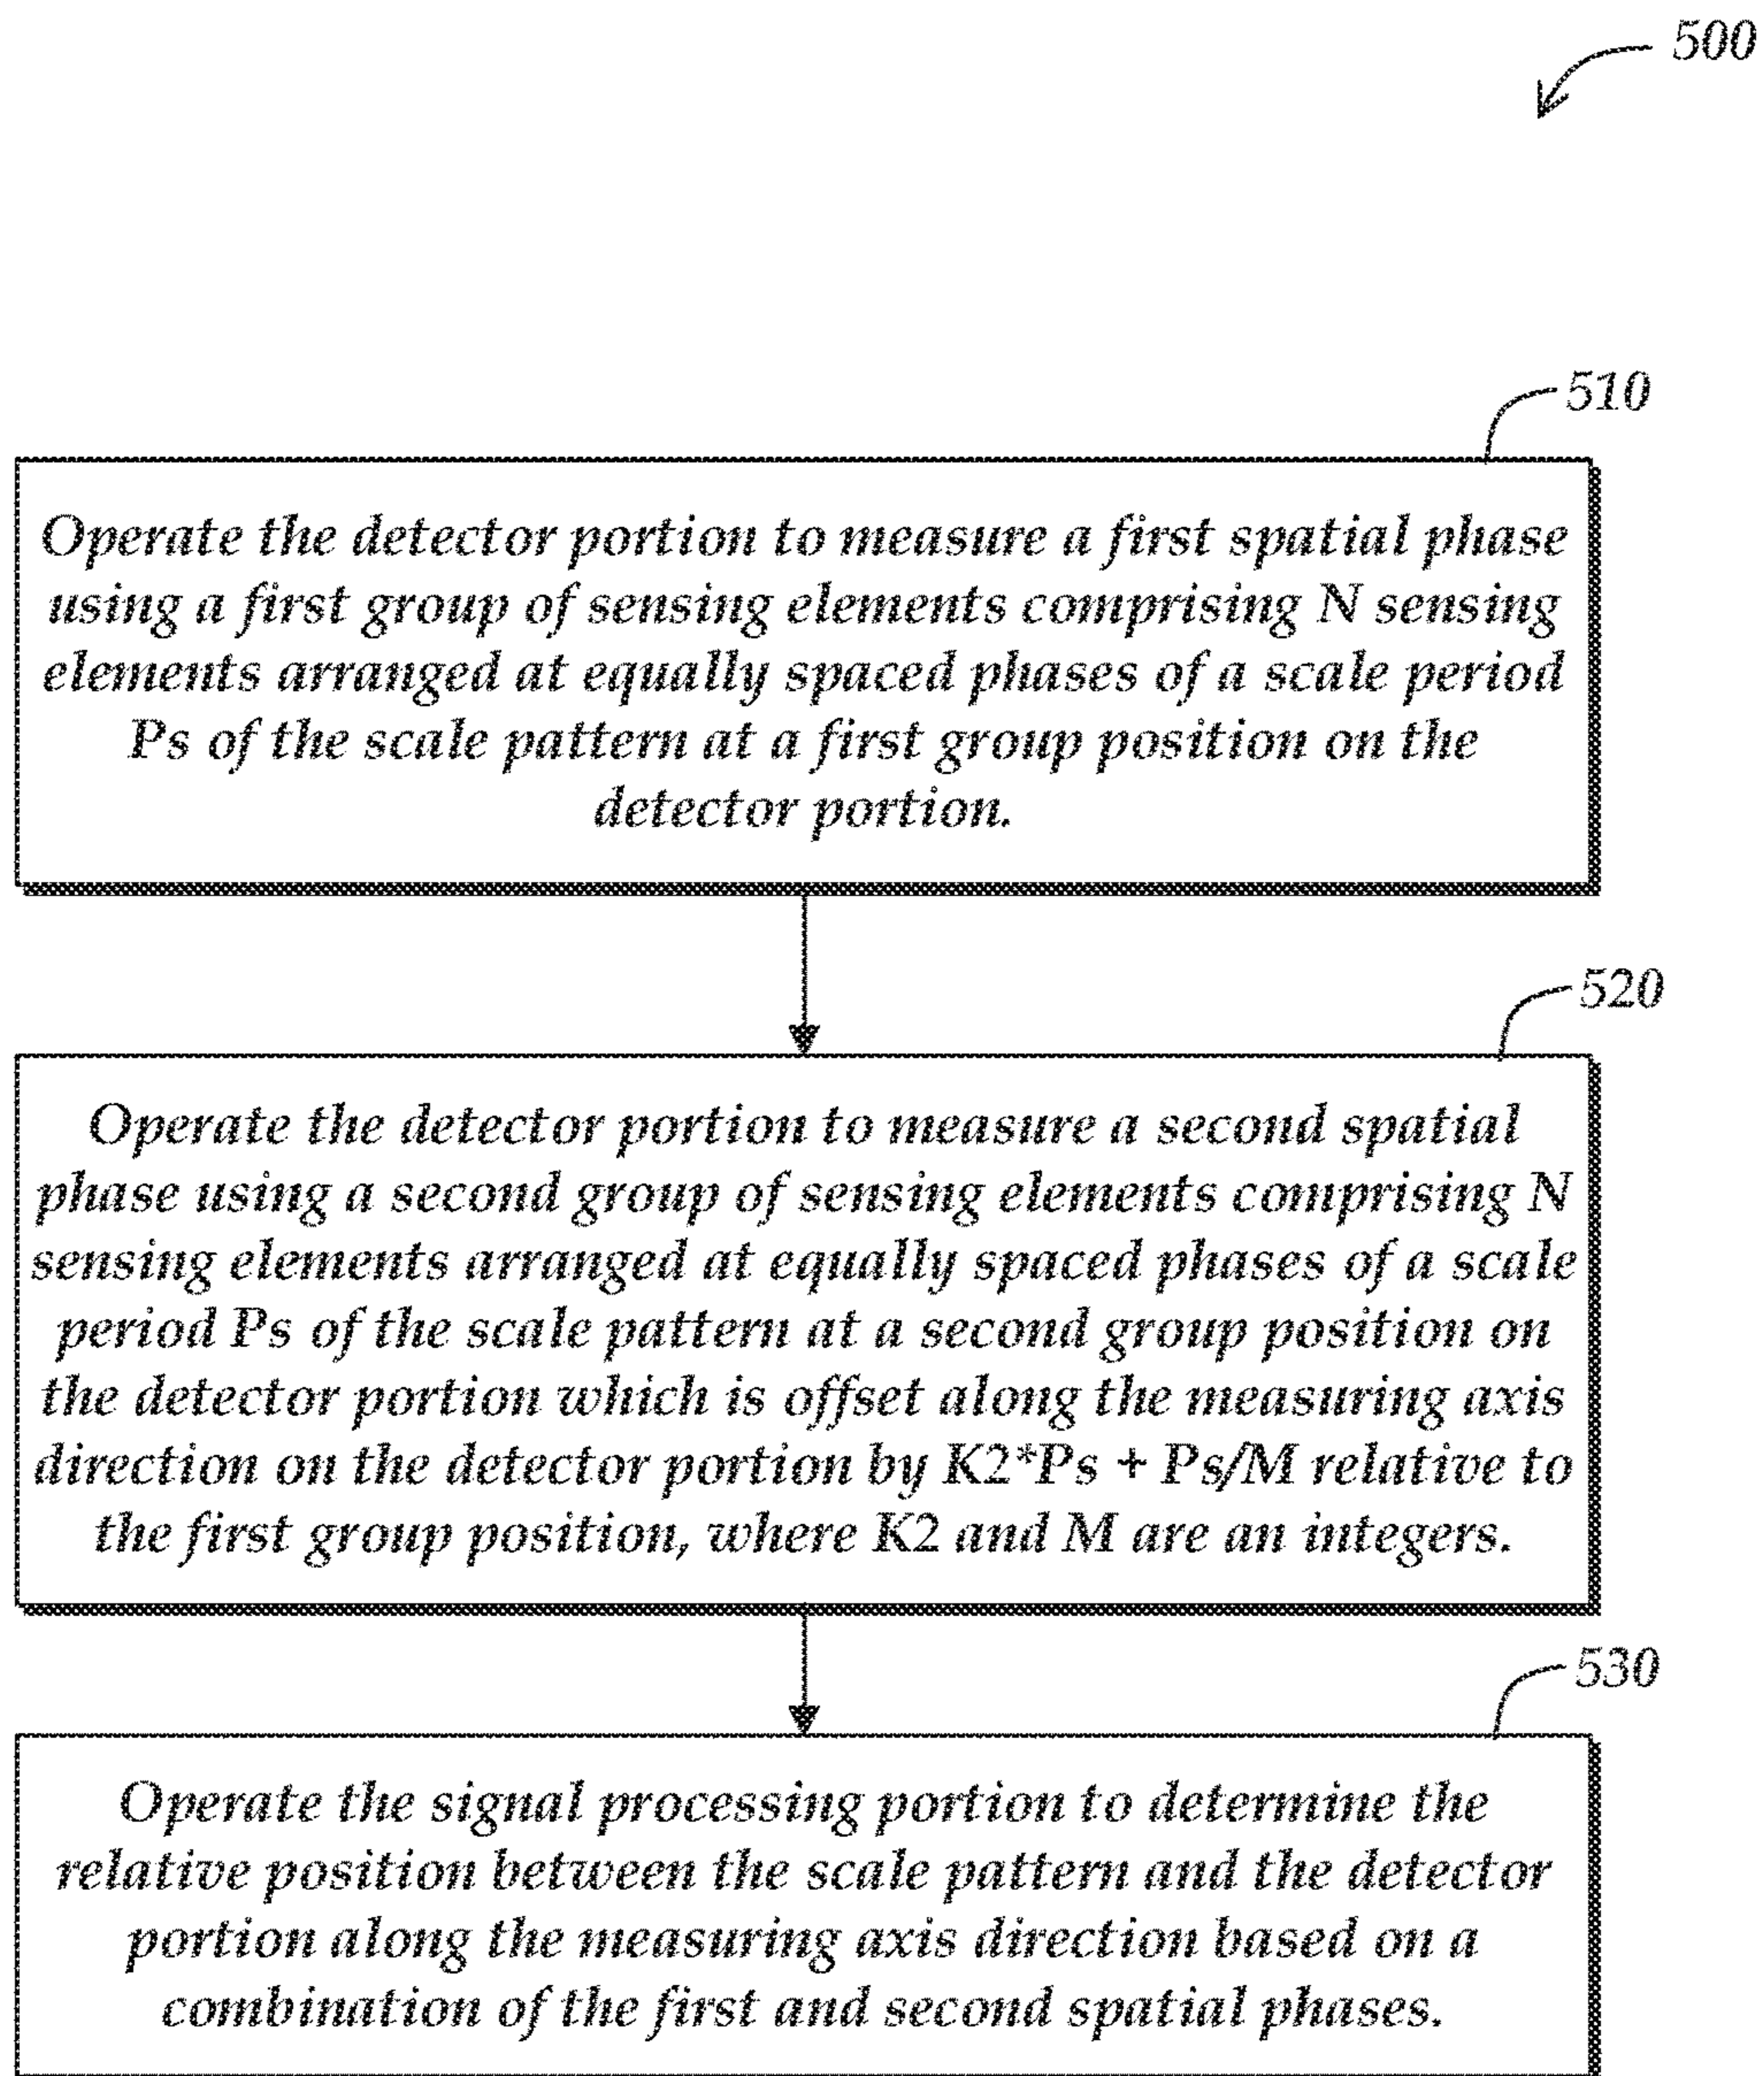 500
510
Operate the detector portion to measure a first spatial phase
using a first group of sensing elements comprising N sensing
elements arranged at equally spaced phases of a scale period
Ps of the scale pattern at a first group position on the
detector portion.
520
Operate the detector portion to measure a second spatial
phase using a second group of sensing elements comprising N
sensing elements arranged at equally spaced phases of a scale
period Ps of the scale pattern at a second group position on
the detector portion which is offset along the measuring axis
direction on the detector portion by K2*Ps + Ps/M relative to
the first group position, where K2 and M are an integers.
530
Operate the signal processing portion to determine the
relative position between the scale pattern and the detector
portion along the measuring axis direction based on a
combination of the first and second spatial phases.